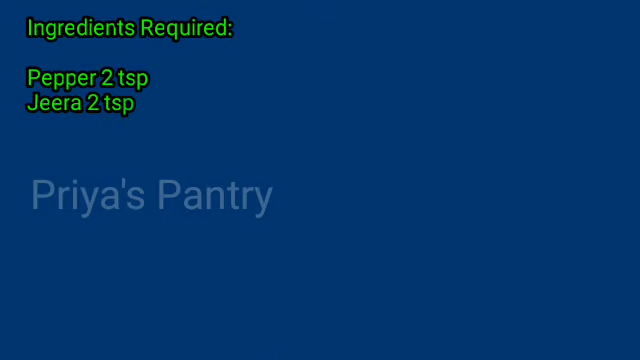 Ingredients Required:
Pepper 2 tsp
Jeera 2 tsp
Priya's Pantry